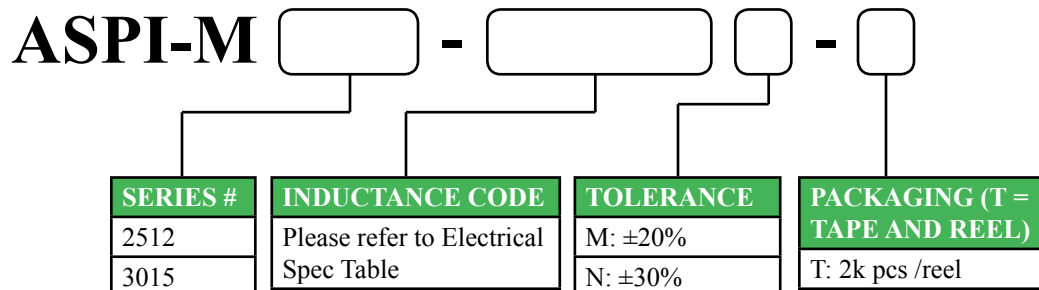 ASPI-M - -
SERIES #
2512
3015
INDUCTANCE CODE
Please refer to Electrical
Spec Table
TOLERANCE
M: ±20%
N: ±30%
PACKAGING (T =
TAPE AND REEL)
T: 2k pcs /reel